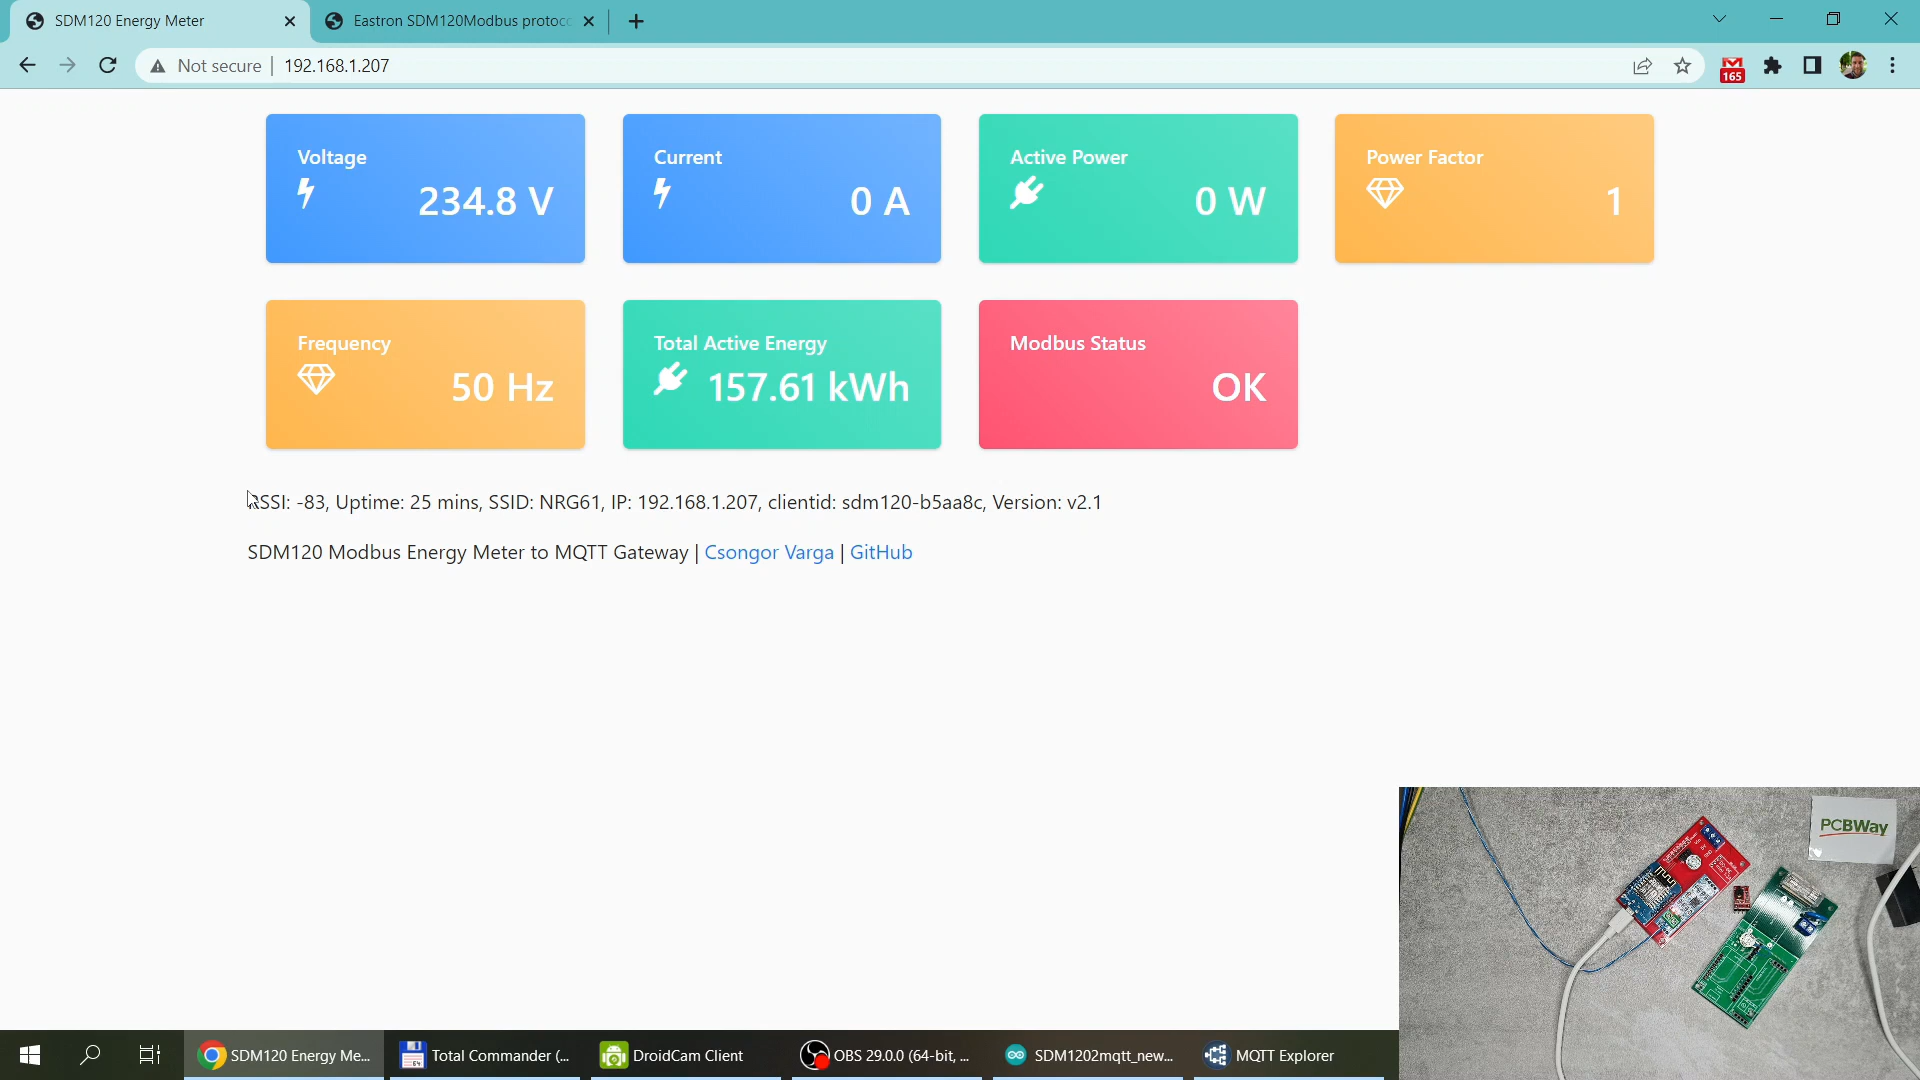 SDM120 Energy Meter
Eastron SDM120Modbus protoco
Not secure
192.168.1.207
165
Voltage
234.8 V
Current
0 A
Active Power
0 W
Power Factor
1
Frequency
50 Hz
Total Active Energy
157.61 kWh
Modbus Status
OK
RSSI: -83, Uptime: 25 mins, SSID: NRG61, IP: 192.168.1.207, clientid: sdm120-b5aa8c, Version: v2.1
SDM120 Modbus Energy Meter to MQTT Gateway | Csongor Varga | GitHub
PCBWay
SDM120 Energy Me...
64
Total Commander (...
DroidCam Client
OBS 29.0.0 (64-bit, ...
SDM1202mqtt_new...
MQTT Explorer